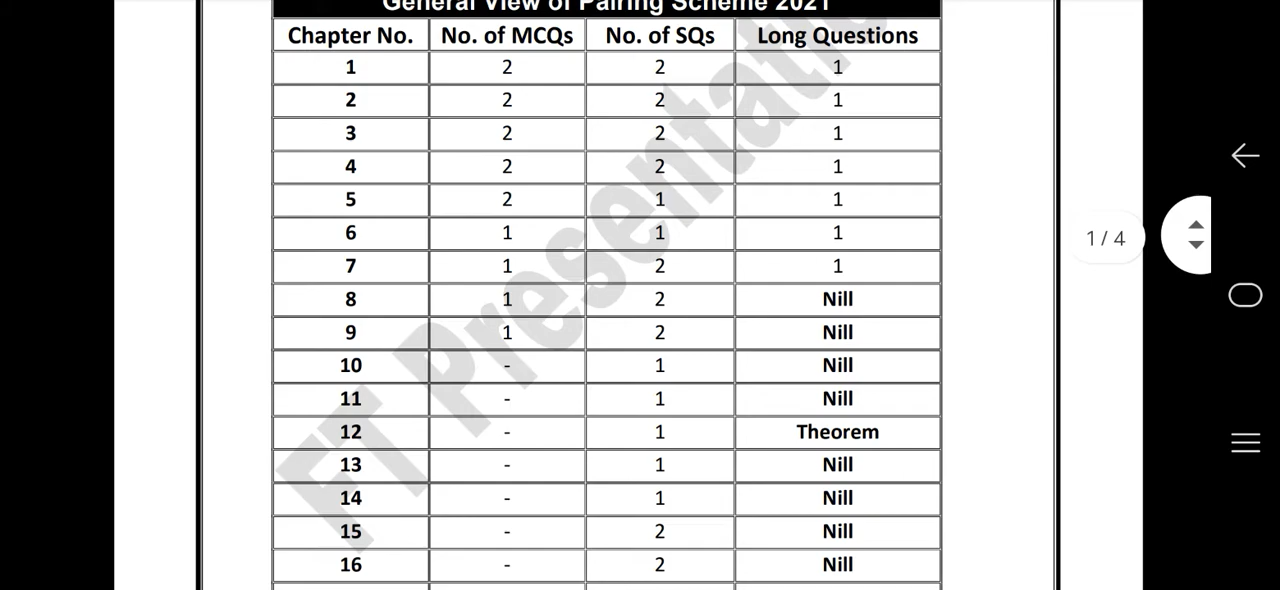 General View of Pairing Scheme 2021
Chapter No. No. of MCQs No. of SQs Long Questions
1 2 2 1
2 2 2 1
3 2 2 1
4 2 2 1
5 2 1 1
6 1 1 1
7 1 2 1
8 1 2 Nill
9 1 2 Nill
10 - 1 Nill
11 - 1 Nill
12 - 1 Theorem
13 - 1 Nill
14 - 1 Nill
15 - 2 Nill
16 - 2 Nill
FT Presentati
1 / 4